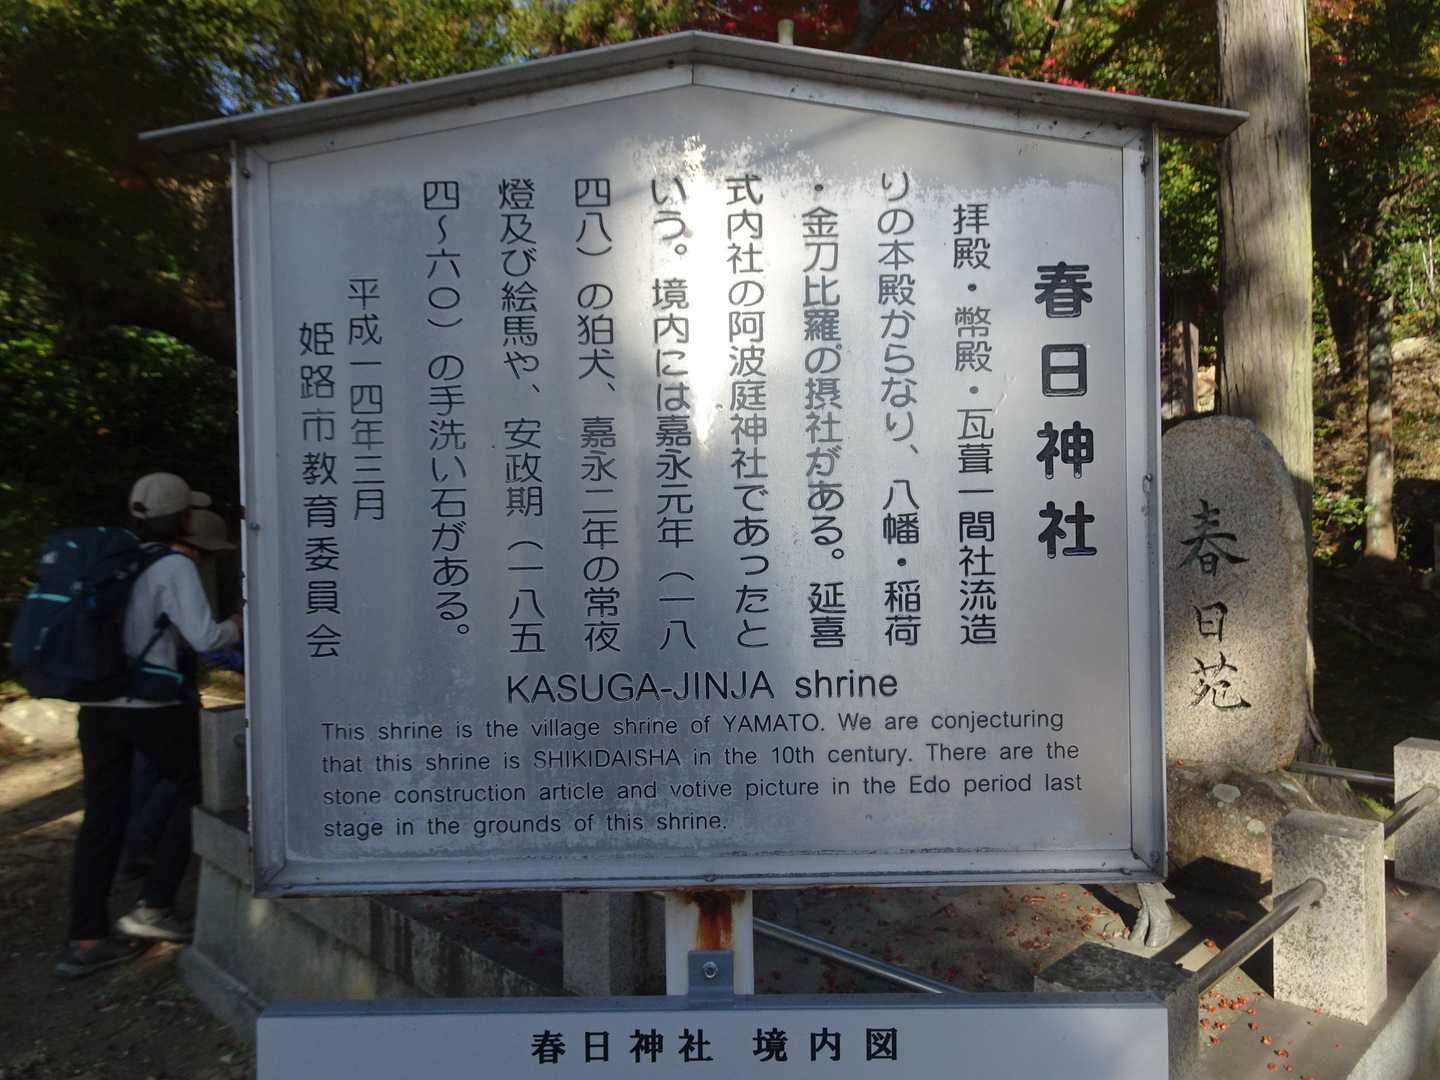 春日神社
拝殿・幣殿・瓦葺一間社流造
りの本殿からなり、八幡・稲荷
・金刀比羅の摂社がある。延喜
式内社の阿波庭神社であったと
いう。境内には嘉永元年（一八
四八）の狛犬、嘉永二年の常夜
燈及び絵馬や、安政期（一八五
四～六〇）の手洗い石がある。
平成一四年三月
姫路市教育委員会
KASUGA-JINJA shrine
This shrine is the village shrine of YAMATO. We are conjecturing
that this shrine is SHIKIDAISHA in the 10th century. There are the
stone construction article and votive picture in the Edo period last
stage in the grounds of this shrine.
春日苑
春日神社 境内図